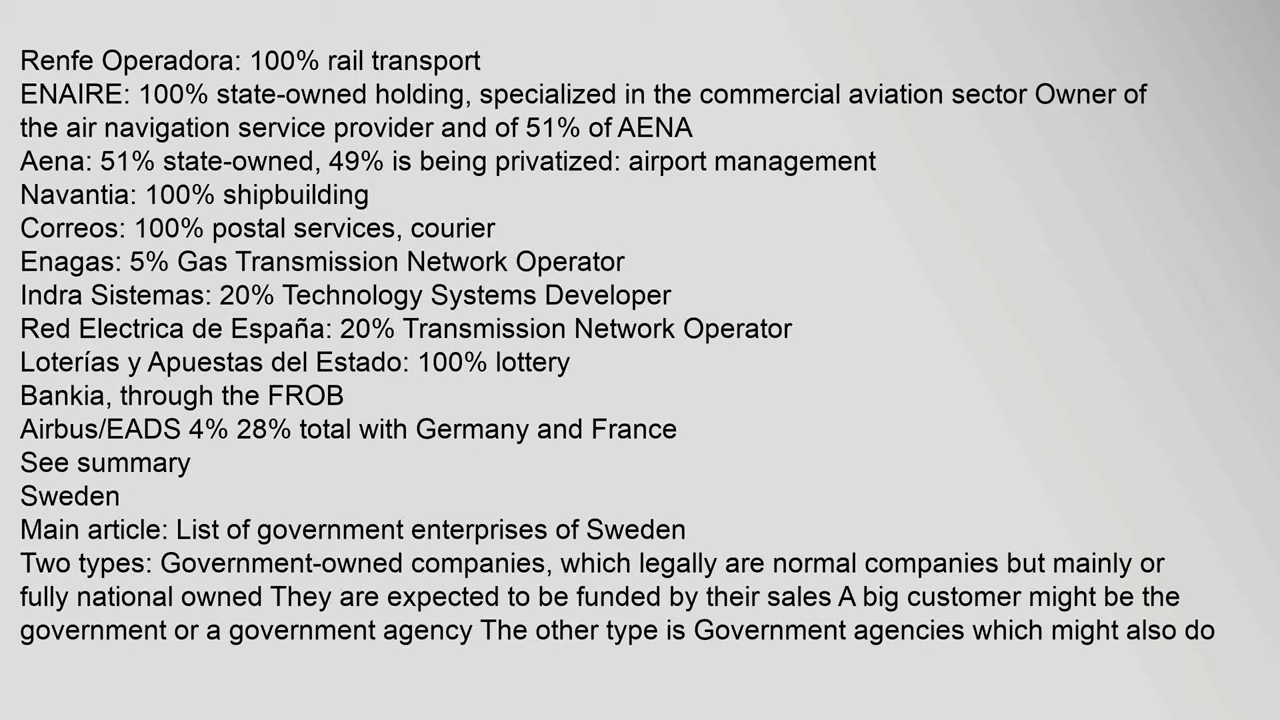 Renfe Operadora: 100% rail transport
ENAIRE: 100% state-owned holding, specialized in the commercial aviation sector Owner of
the air navigation service provider and of 51% of AENA
Aena: 51% state-owned, 49% is being privatized: airport management
Navantia: 100% shipbuilding
Correos: 100% postal services, courier
Enagas: 5% Gas Transmission Network Operator
Indra Sistemas: 20% Technology Systems Developer
Red Electrica de España: 20% Transmission Network Operator
Loterías y Apuestas del Estado: 100% lottery
Bankia, through the FROB
Airbus/EADS 4% 28% total with Germany and France
See summary
Sweden
Main article: List of government enterprises of Sweden
Two types: Government-owned companies, which legally are normal companies but mainly or
fully national owned They are expected to be funded by their sales A big customer might be the
government or a government agency The other type is Government agencies which might also do